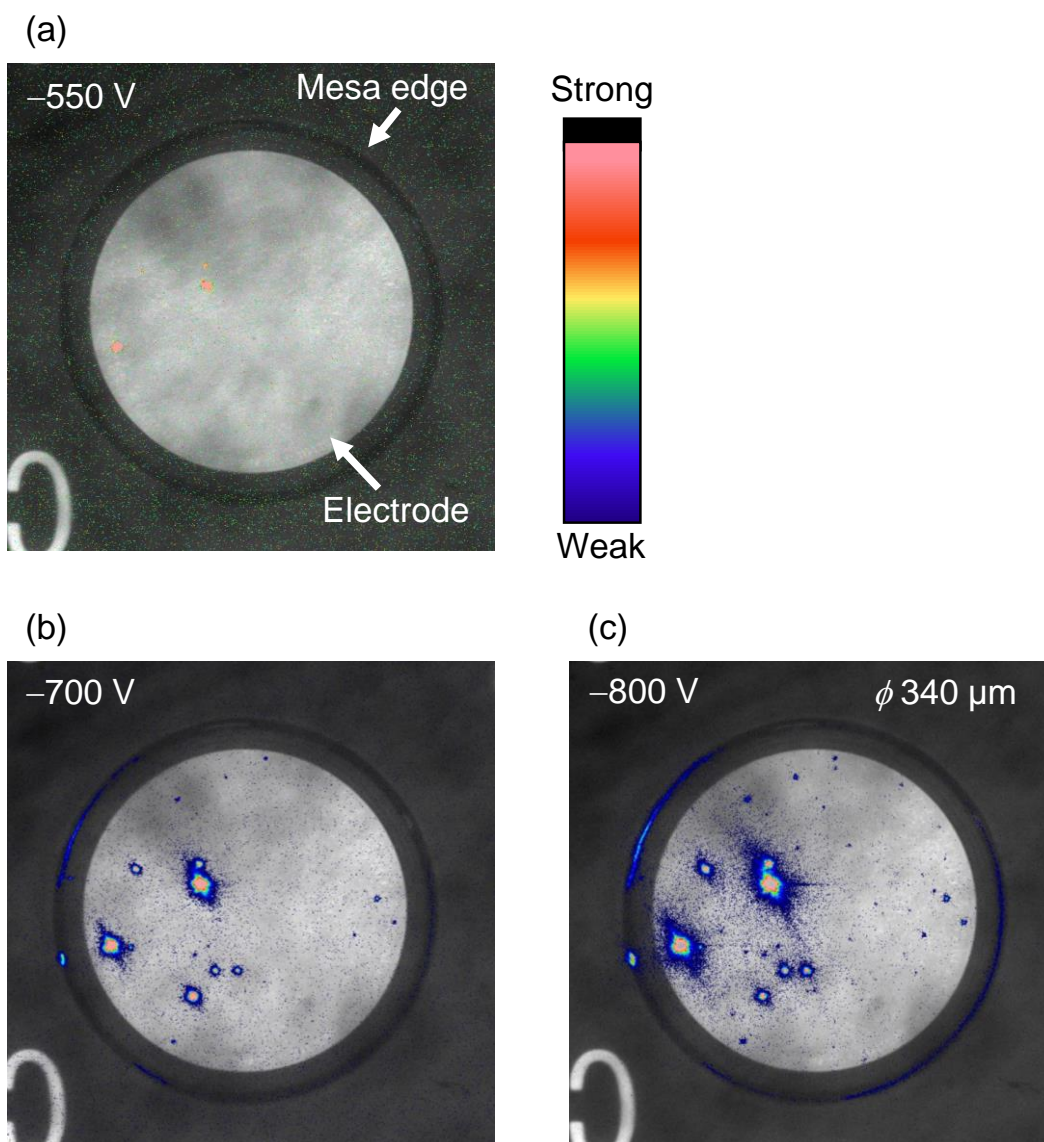 (a)
–550 V
Mesa edge
Electrode
Strong
Weak
(b)
–700 V
(c)
–800 V
ϕ 340 µm